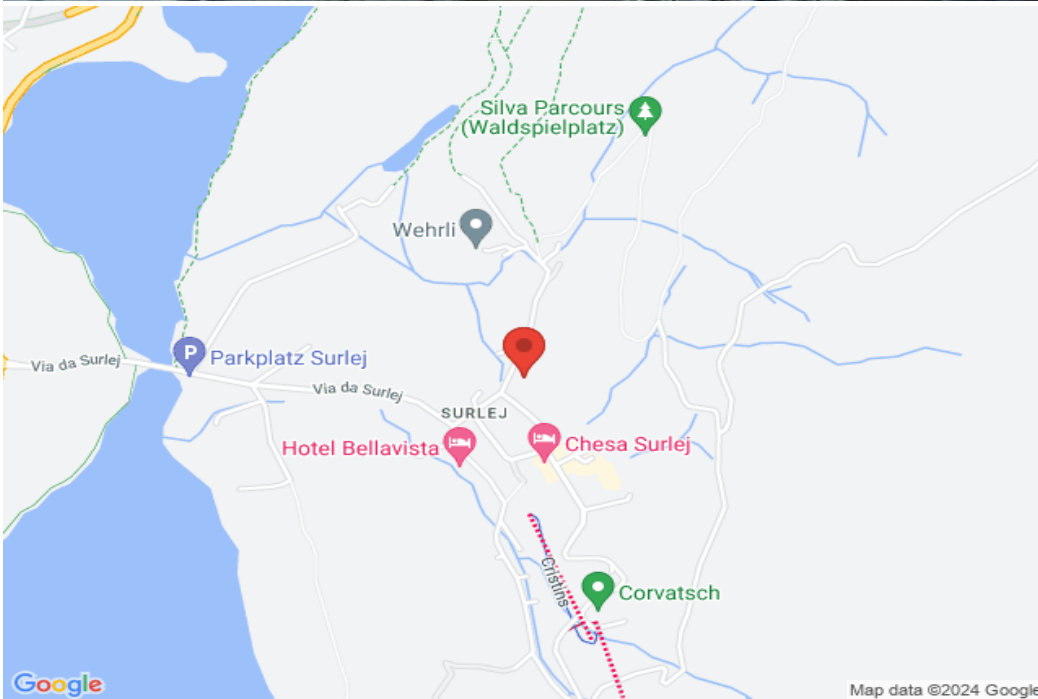 Silva Parcours
(Waldspielplatz)
Wehrli
P
Parkplatz Surlej
Via da Surlej
Via da Surlej
SURLEJ
Hotel Bellavista
Chesa Surlej
Cristins
Corvatsch
Google
Map data ©2024 Google